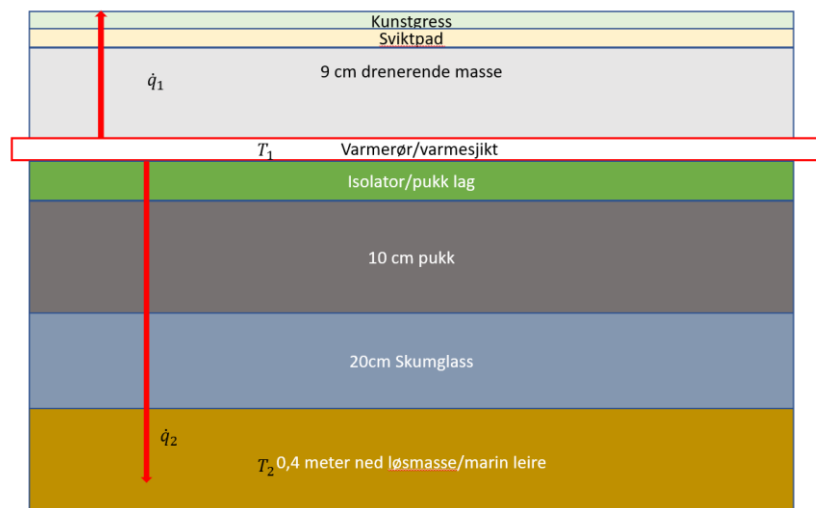 Kunstgress
Sviktpad
9 cm drenerende masse
q̇₁
T₁ Varmerør/varmesjikt
Isolator/pukk lag
10 cm pukk
20cm Skumglass
q̇₂
T₂ 0,4 meter ned løsmasse/marin leire